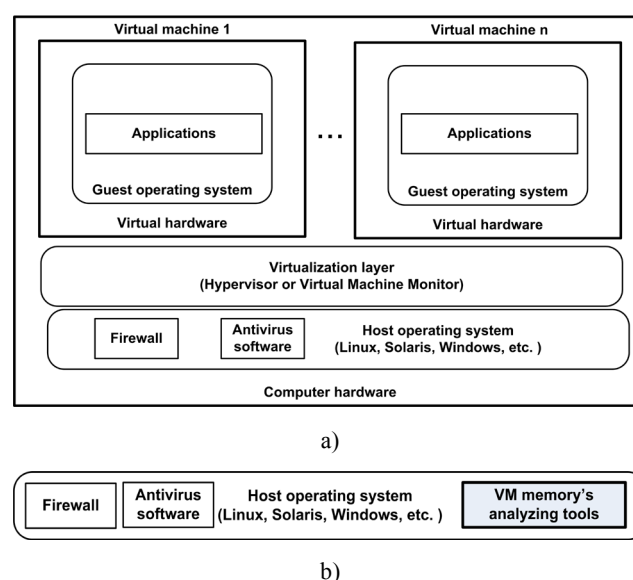 Virtual machine 1
Virtual machine n
Applications
...
Applications
Guest operating system
Guest operating system
Virtual hardware
Virtual hardware
Virtualization layer
(Hypervisor or Virtual Machine Monitor)
Firewall
Antivirus
software
Host operating system
(Linux, Solaris, Windows, etc. )
Computer hardware
a)
Firewall
Antivirus
software
Host operating system
(Linux, Solaris, Windows, etc. )
VM memory's
analyzing tools
b)